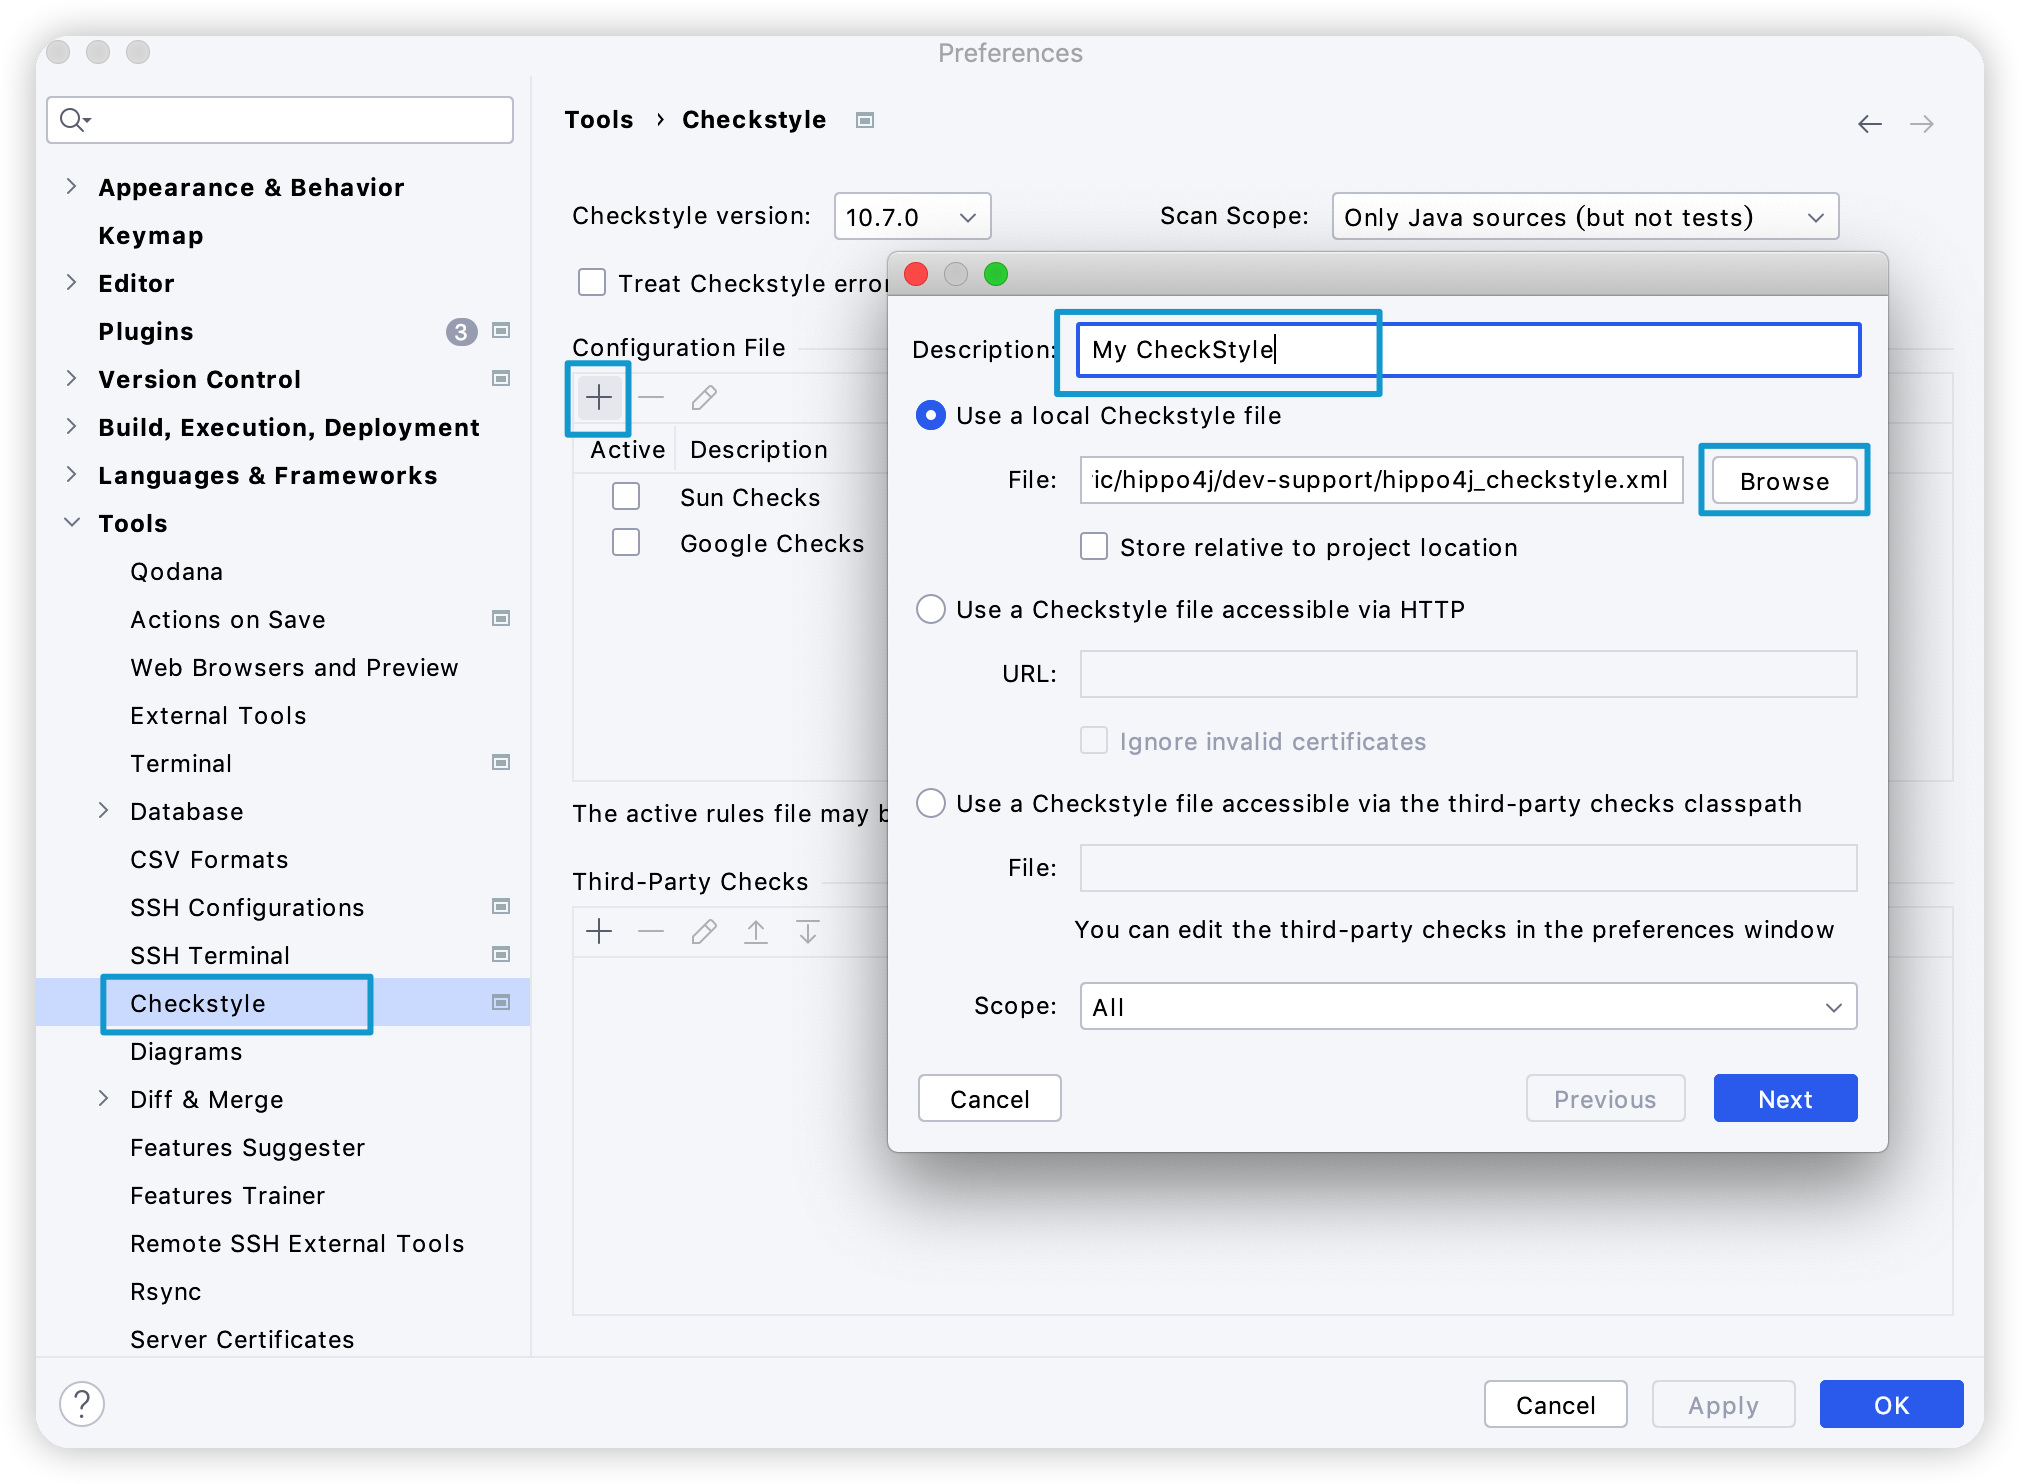 Preferences
Tools › Checkstyle
Appearance & Behavior
Keymap
Editor
Plugins 3
Version Control
Build, Execution, Deployment
Languages & Frameworks
Tools
Qodana
Actions on Save
Web Browsers and Preview
External Tools
Terminal
Database
CSV Formats
SSH Configurations
SSH Terminal
Checkstyle
Diagrams
Diff & Merge
Features Suggester
Features Trainer
Remote SSH External Tools
Rsync
Server Certificates
Checkstyle version: 10.7.0 Scan Scope: Only Java sources (but not tests)
Treat Checkstyle error
Configuration File
Active Description
Sun Checks
Google Checks
The active rules file may b
Third-Party Checks
Description: My CheckStyle
Use a local Checkstyle file
File: ic/hippo4j/dev-support/hippo4j_checkstyle.xml Browse
Store relative to project location
Use a Checkstyle file accessible via HTTP
URL:
Ignore invalid certificates
Use a Checkstyle file accessible via the third-party checks classpath
File:
You can edit the third-party checks in the preferences window
Scope: All
Cancel Previous Next
? Cancel Apply OK